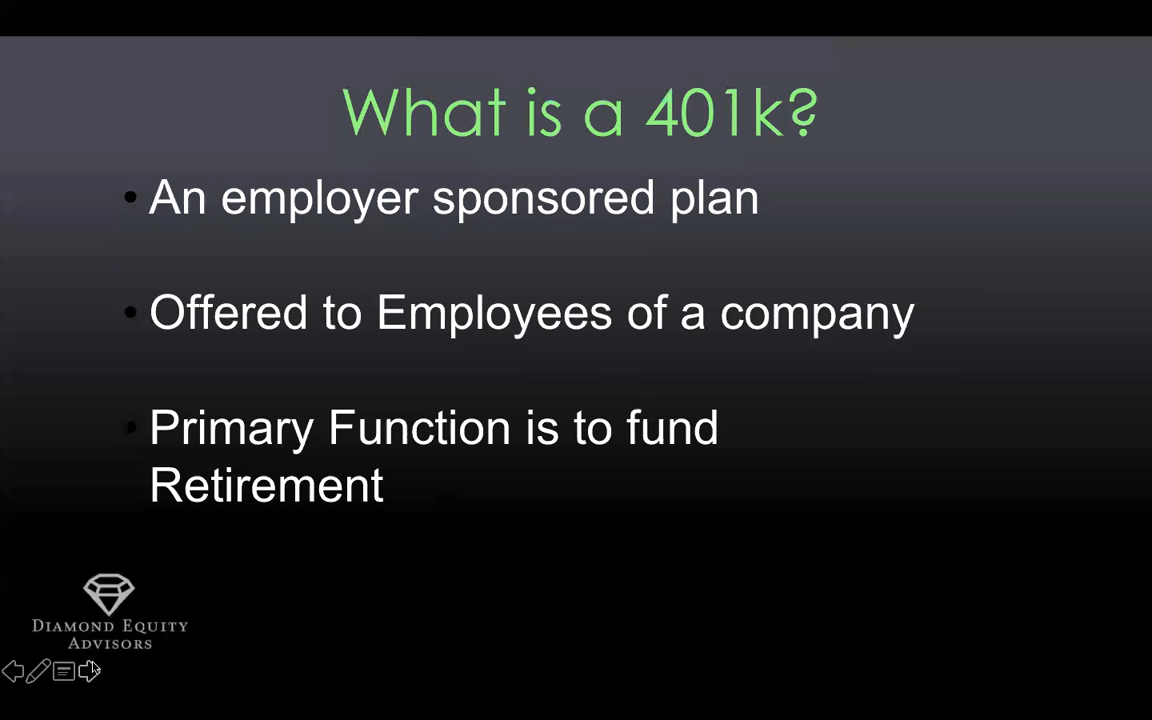 What is a 401k?
• An employer sponsored plan
• Offered to Employees of a company
• Primary Function is to fund
Retirement
DIAMOND EQUITY
ADVISORS